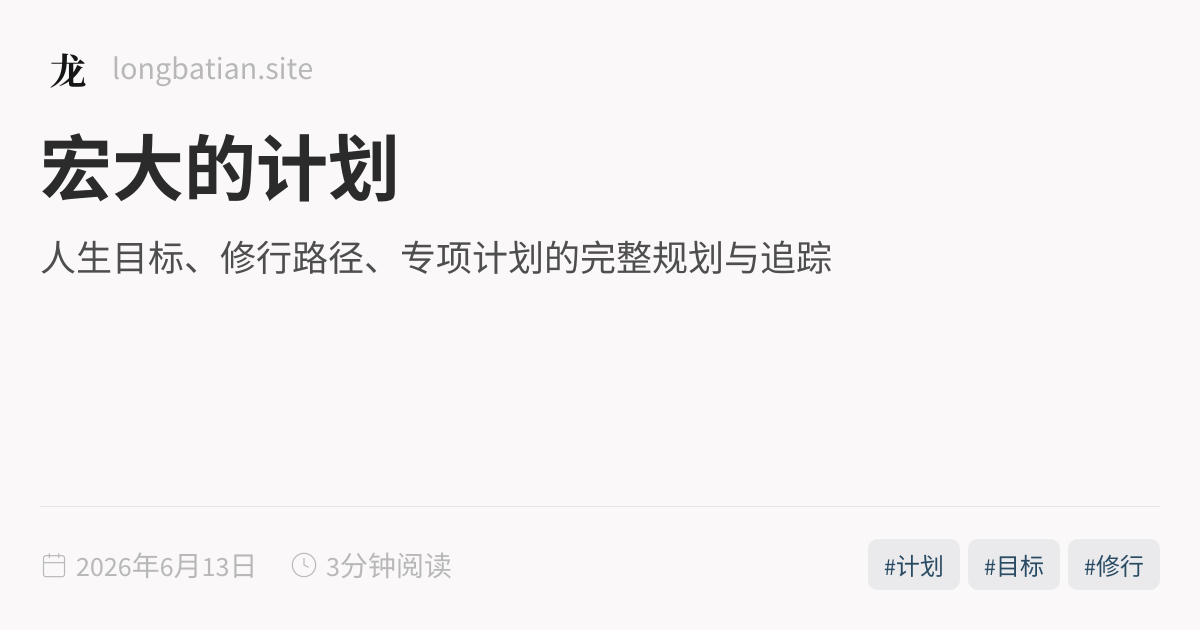 龙 longbatian.site
宏大的计划
人生目标、修行路径、专项计划的完整规划与追踪
2026年6月13日 3分钟阅读 #计划 #目标 #修行